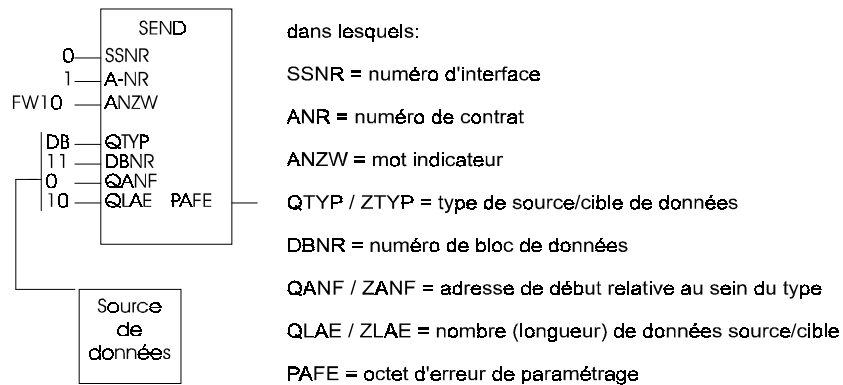 SEND
0 SSNR
1 A-NR
FW10 ANZW
DB QTYP
11 DBNR
0 QANF
10 QLAE PAFE
Source
de
données
dans lesquels:
SSNR = numéro d'interface
ANR = numéro de contrat
ANZW = mot indicateur
QTYP / ZTYP = type de source/cible de données
DBNR = numéro de bloc de données
QANF / ZANF = adresse de début relative au sein du type
QLAE / ZLAE = nombre (longueur) de données source/cible
PAFE = octet d'erreur de paramétrage